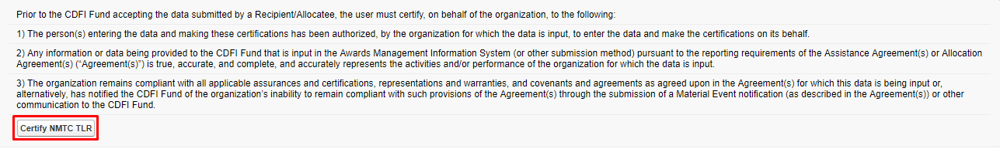 Prior to the CDFI Fund accepting the data submitted by a Recipient/Allocatee, the user must certify, on behalf of the organization, to the following:
1) The person(s) entering the data and making these certifications has been authorized, by the organization for which the data is input, to enter the data and make the certifications on its behalf.
2) Any information or data being provided to the CDFI Fund that is input in the Awards Management Information System (or other submission method) pursuant to the reporting requirements of the Assistance Agreement(s) or Allocation
Agreement(s) (“Agreement(s)”) is true, accurate, and complete, and accurately represents the activities and/or performance of the organization for which the data is input.
3) The organization remains compliant with all applicable assurances and certifications, representations and warranties, and covenants and agreements as agreed upon in the Agreement(s) for which this data is being input or,
alternatively, has notified the CDFI Fund of the organization’s inability to remain compliant with such provisions of the Agreement(s) through the submission of a Material Event notification (as described in the Agreement(s)) or other
communication to the CDFI Fund.
Certify NMTC TLR